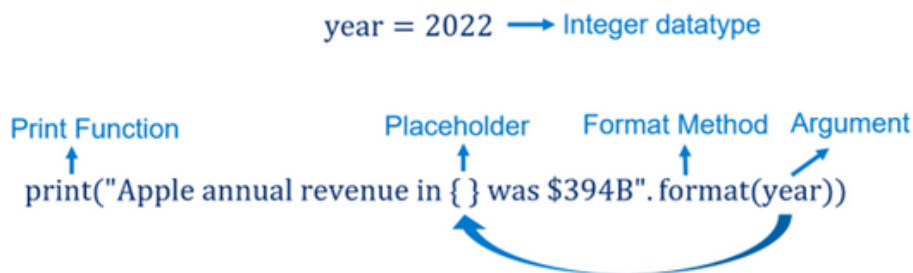 year = 2022 Integer datatype
Print Function Placeholder Format Method Argument
print("Apple annual revenue in { } was $394B".format(year))